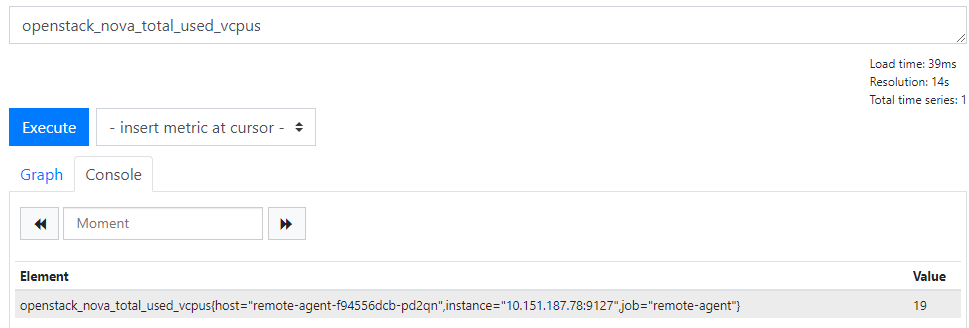 openstack_nova_total_used_vcpus
Load time: 39ms
Resolution: 14s
Total time series: 1
Execute
- insert metric at cursor -
Graph
Console
Moment
Element Value
openstack_nova_total_used_vcpus{host="remote-agent-f94556dcb-pd2qn",instance="10.151.187.78:9127",job="remote-agent"} 19